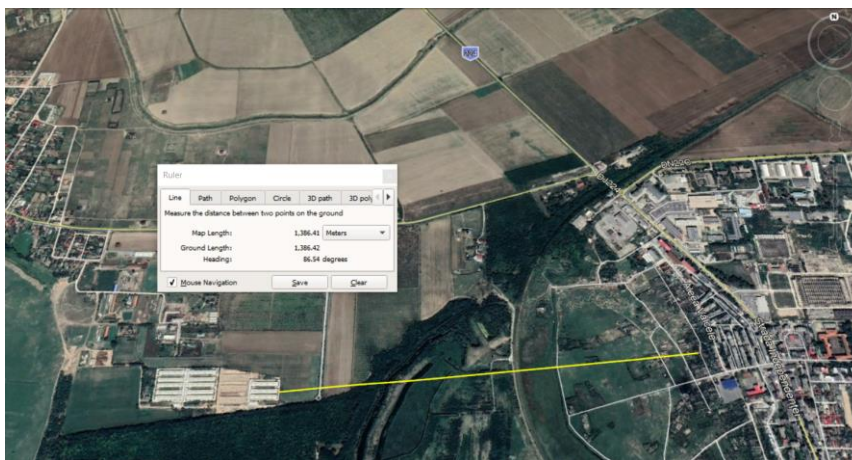 N
Ruler
Line Path Polygon Circle 3D path 3D poly
Measure the distance between two points on the ground
Map Length: 1,386.41 Meters
Ground Length: 1,386.42
Heading: 86.54 degrees
Mouse Navigation Save Clear
DN22C